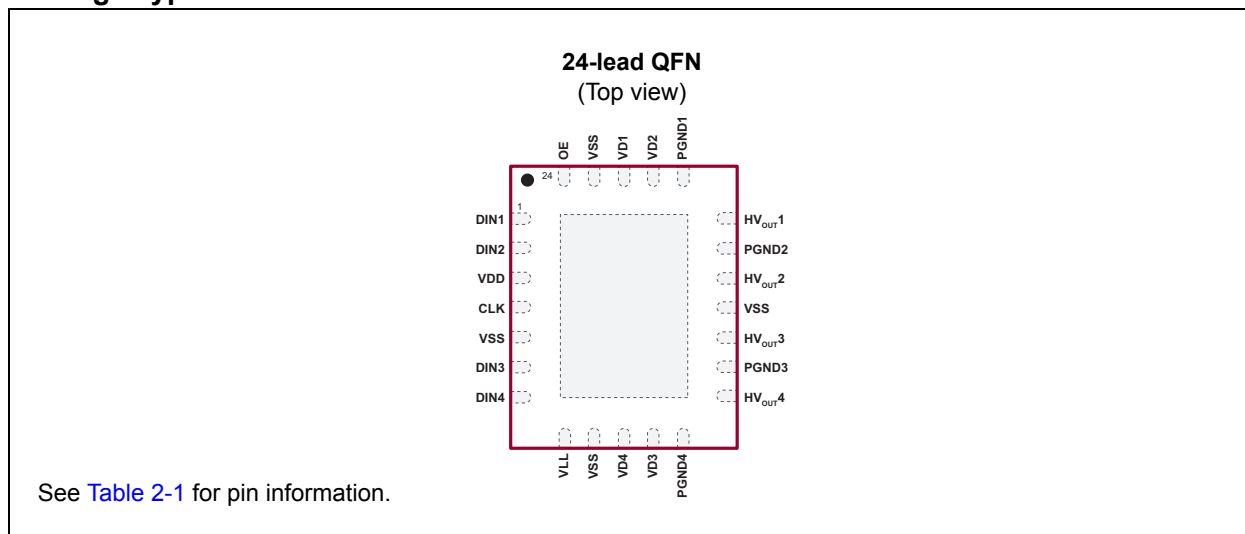 24-lead QFN
(Top view)
OE
VSS
VD1
VD2
PGND1
24
1
DIN1
DIN2
VDD
CLK
VSS
DIN3
DIN4
HVOUT1
PGND2
HVOUT2
VSS
HVOUT3
PGND3
HVOUT4
VLL
VSS
VD4
VD3
PGND4
See Table 2-1 for pin information.